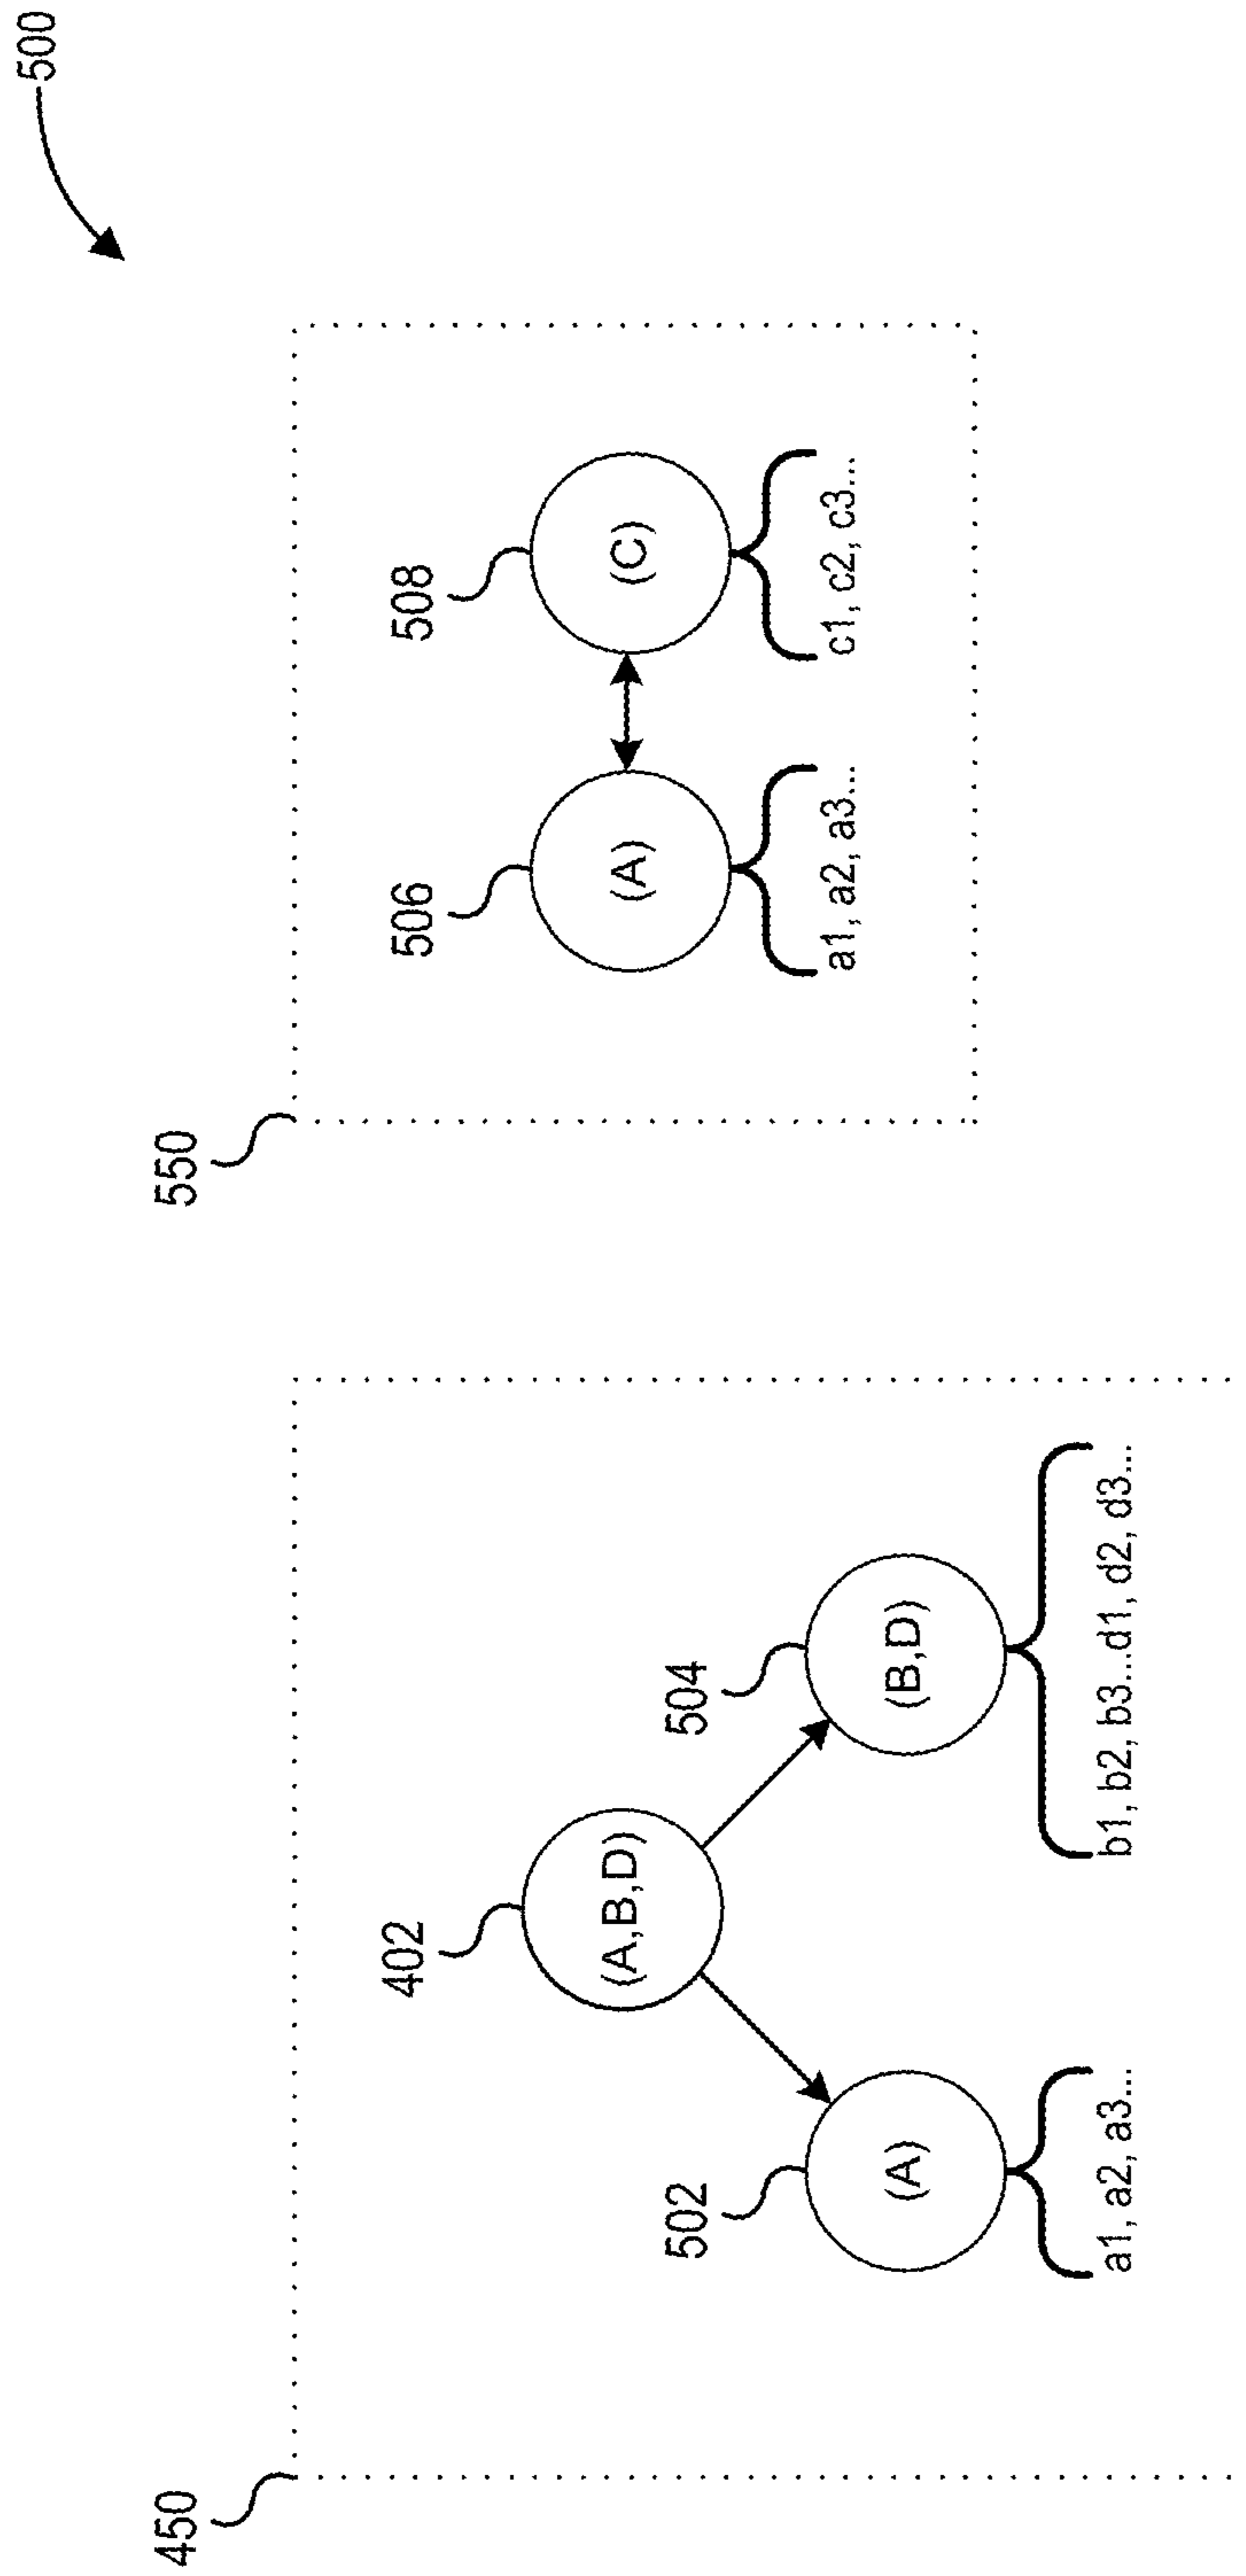 500
450
550
402
(A,B,D)
506
508
(A)
(C)
502
504
a1, a2, a3...
c1, c2, c3...
(A)
(B,D)
a1, a2, a3...
b1, b2, b3...d1, d2, d3...